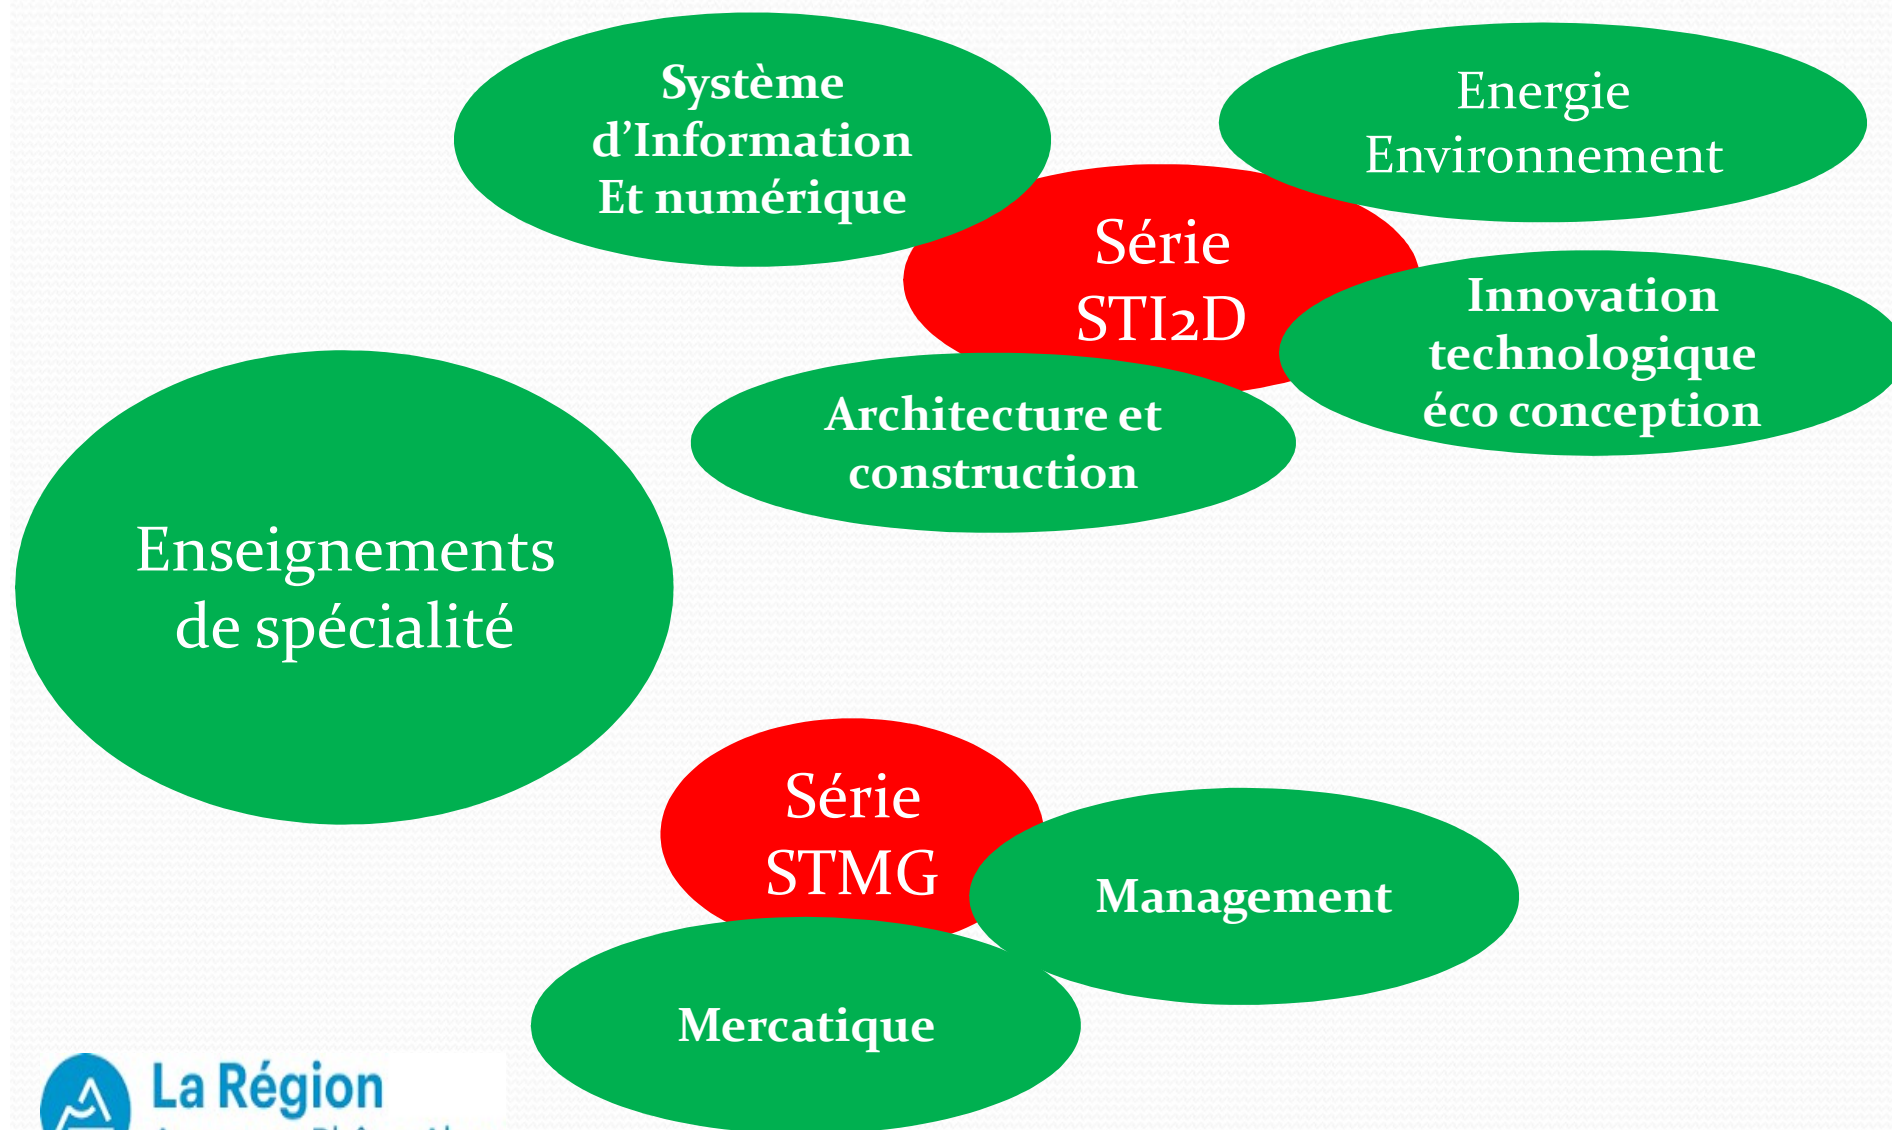 Système
d’Information
Et numérique
Energie
Environnement
Série
STI2D
Innovation
technologique
éco conception
Architecture et
construction
Enseignements
de spécialité
Série
STMG
Management
Mercatique
La Région